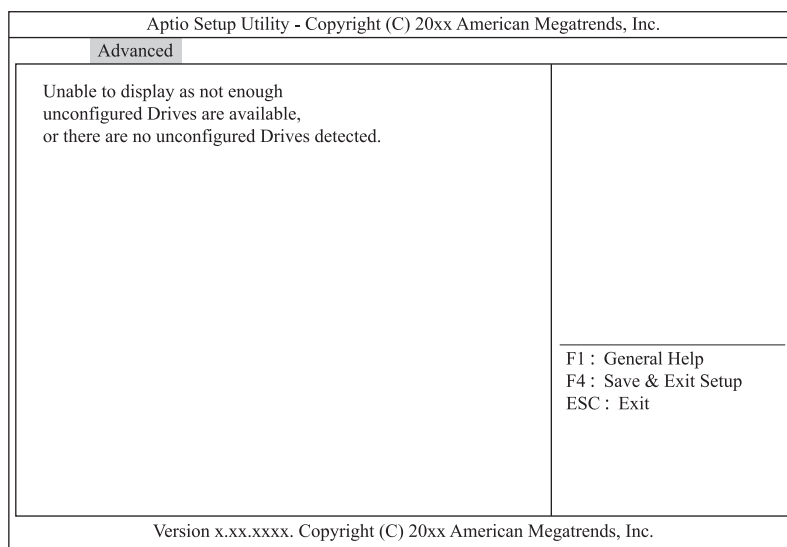 Aptio Setup Utility - Copyright (C) 20xx American Megatrends, Inc.
Advanced
Unable to display as not enough
unconfigured Drives are available,
or there are no unconfigured Drives detected.
F1 : General Help
F4 : Save & Exit Setup
ESC : Exit
Version x.xx.xxxx. Copyright (C) 20xx American Megatrends, Inc.